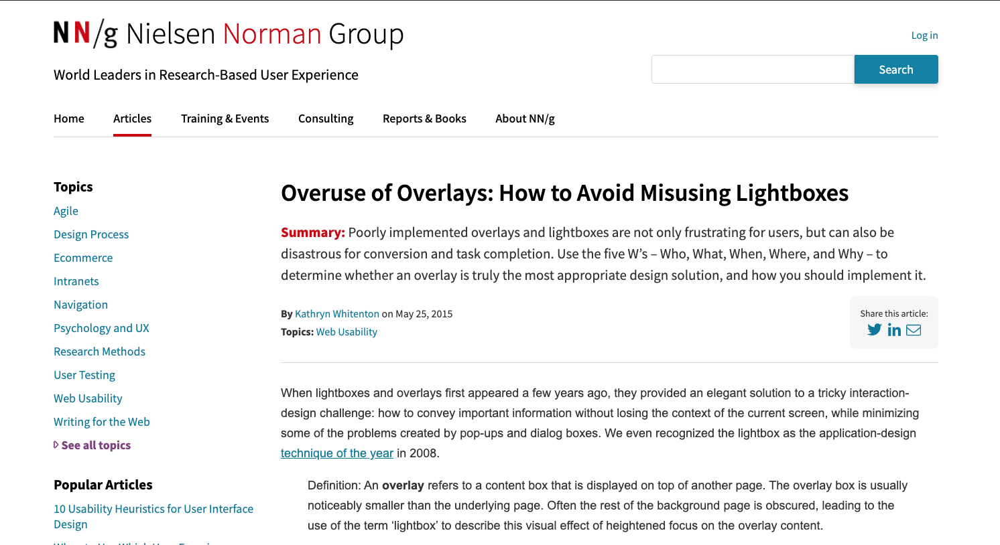 NN/g Nielsen Norman Group
Log in
World Leaders in Research-Based User Experience
Search
Home Articles Training & Events Consulting Reports & Books About NN/g
Topics
Agile
Design Process
Ecommerce
Intranets
Navigation
Psychology and UX
Research Methods
User Testing
Web Usability
Writing for the Web
See all topics
Popular Articles
10 Usability Heuristics for User Interface
Design
Overuse of Overlays: How to Avoid Misusing Lightboxes
Summary: Poorly implemented overlays and lightboxes are not only frustrating for users, but can also be
disastrous for conversion and task completion. Use the five W’s – Who, What, When, Where, and Why – to
determine whether an overlay is truly the most appropriate design solution, and how you should implement it.
By Kathryn Whitenton on May 25, 2015
Topics: Web Usability
Share this article:
When lightboxes and overlays first appeared a few years ago, they provided an elegant solution to a tricky interaction-
design challenge: how to convey important information without losing the context of the current screen, while minimizing
some of the problems created by pop-ups and dialog boxes. We even recognized the lightbox as the application-design
technique of the year in 2008.
Definition: An overlay refers to a content box that is displayed on top of another page. The overlay box is usually
noticeably smaller than the underlying page. Often the rest of the background page is obscured, leading to the
use of the term ‘lightbox’ to describe this visual effect of heightened focus on the overlay content.